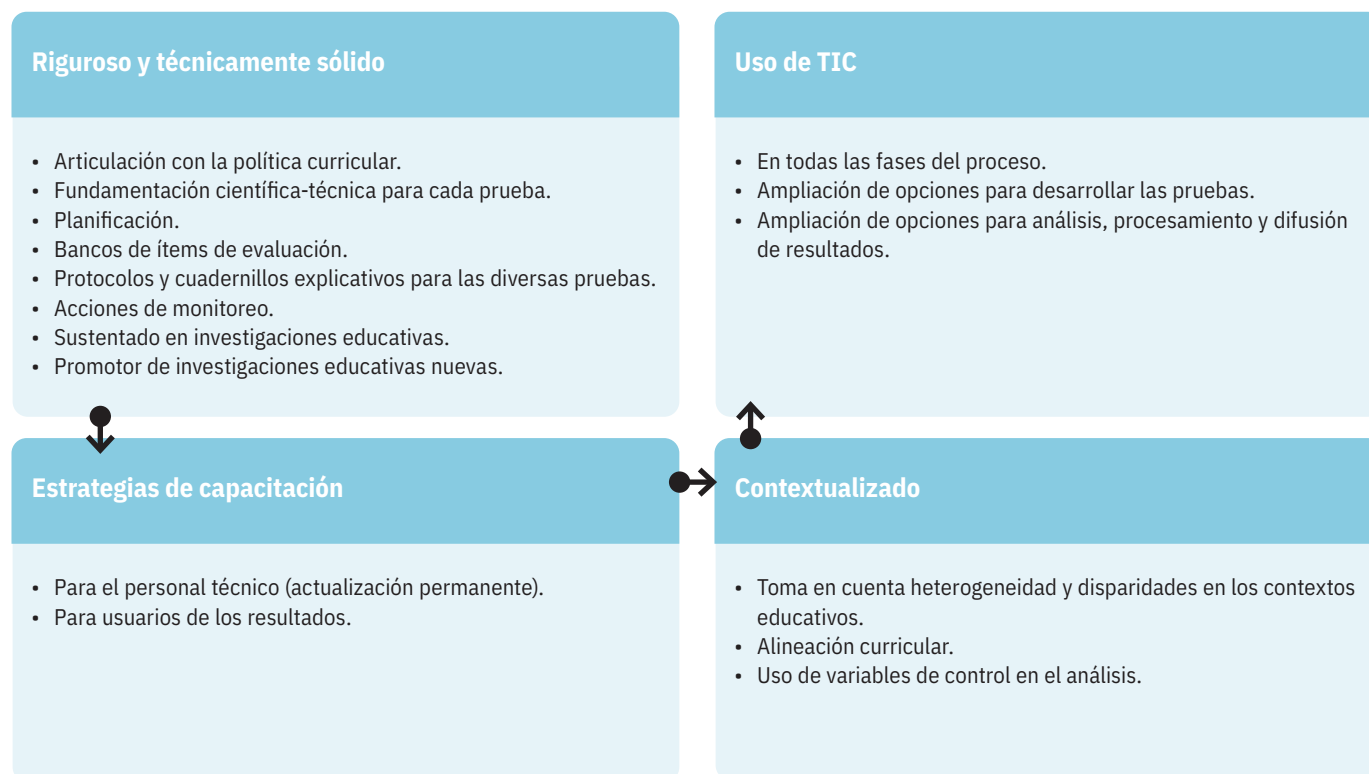 Riguroso y técnicamente sólido
• Articulación con la política curricular.
• Fundamentación científica-técnica para cada prueba.
• Planificación.
• Bancos de ítems de evaluación.
• Protocolos y cuadernillos explicativos para las diversas pruebas.
• Acciones de monitoreo.
• Sustentado en investigaciones educativas.
• Promotor de investigaciones educativas nuevas.
Estrategias de capacitación
• Para el personal técnico (actualización permanente).
• Para usuarios de los resultados.
Contextualizado
• Toma en cuenta heterogeneidad y disparidades en los contextos
educativos.
• Alineación curricular.
• Uso de variables de control en el análisis.
Uso de TIC
• En todas las fases del proceso.
• Ampliación de opciones para desarrollar las pruebas.
• Ampliación de opciones para análisis, procesamiento y difusión
de resultados.